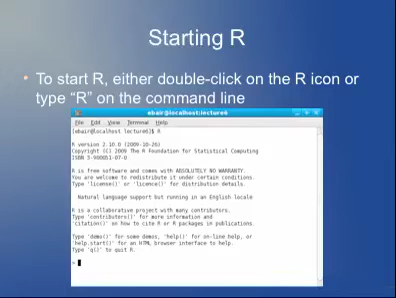 Starting R
• To start R, either double-click on the R icon or
type “R” on the command line
ebair@localhost:lecture6
File Edit View Terminal Help
[ebair@localhost lecture6]$ R
R version 2.10.0 (2009-10-26)
Copyright (C) 2009 The R Foundation for Statistical Computing
ISBN 3-900051-07-0
R is free software and comes with ABSOLUTELY NO WARRANTY.
You are welcome to redistribute it under certain conditions.
Type 'license()' or 'licence()' for distribution details.
Natural language support but running in an English locale
R is a collaborative project with many contributors.
Type 'contributors()' for more information and
'citation()' on how to cite R or R packages in publications.
Type 'demo()' for some demos, 'help()' for on-line help, or
'help.start()' for an HTML browser interface to help.
Type 'q()' to quit R.
>